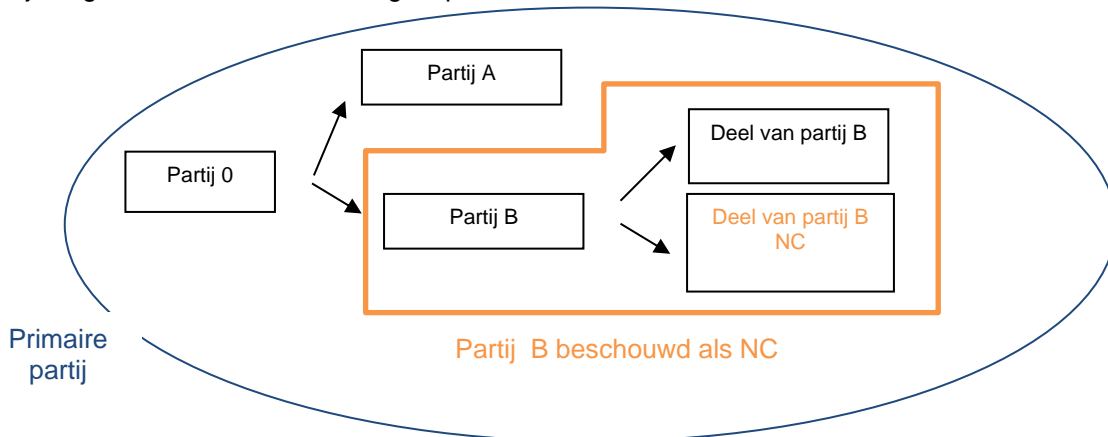 Partij A
Deel van partij B
Partij 0
Partij B
Deel van partij B
NC
Primaire
partij
Partij B beschouwd als NC